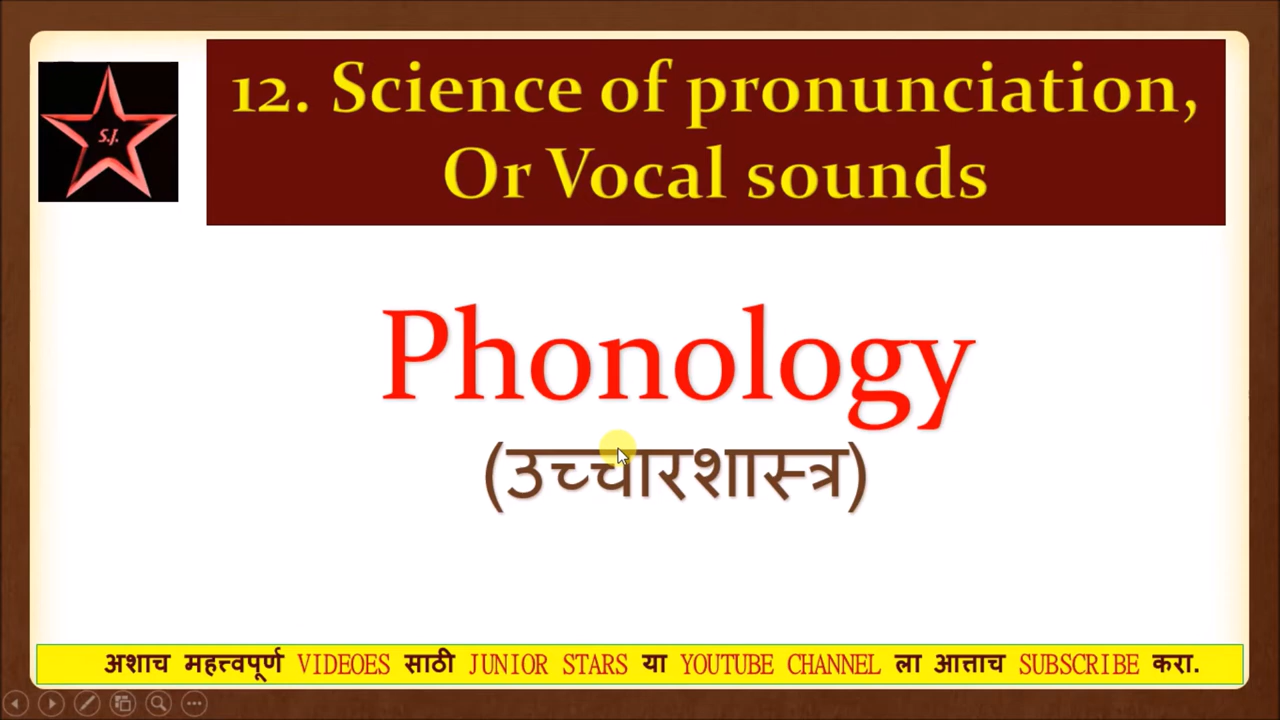 S.J.
12. Science of pronunciation,
Or Vocal sounds
Phonology
(उच्चारशास्त्र)
अशाच महत्त्वपूर्ण VIDEOES साठी JUNIOR STARS या YOUTUBE CHANNEL ला आत्ताच SUBSCRIBE करा.